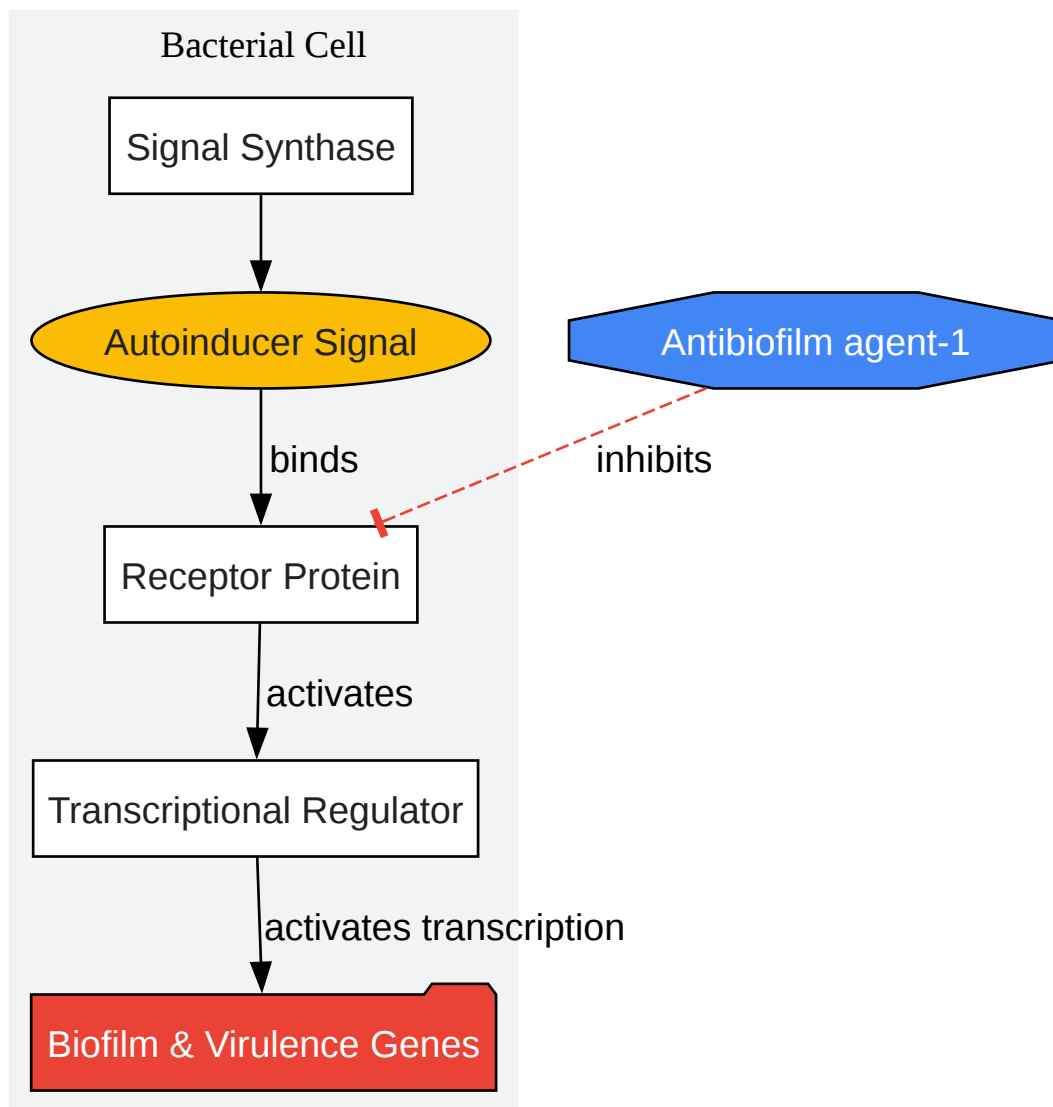 Bacterial Cell
Signal Synthase
Autoinducer Signal
Antibiofilm agent-1
binds
inhibits
Receptor Protein
activates
Transcriptional Regulator
activates transcription
Biofilm & Virulence Genes